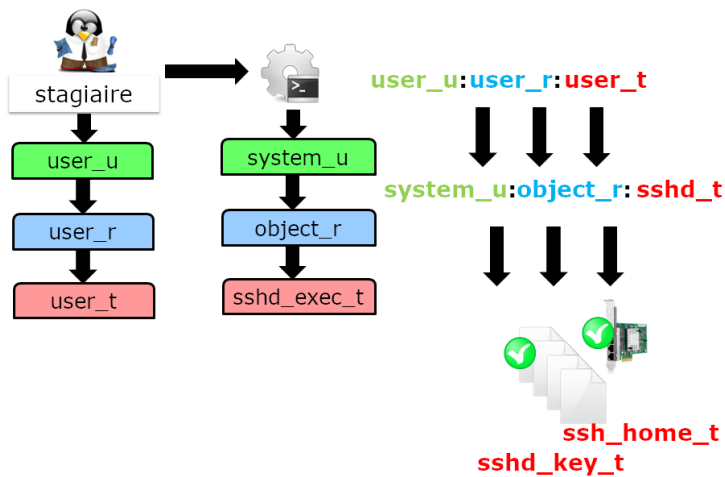 stagiaire
user_u
user_r
user_t
>_
system_u
object_r
sshd_exec_t
user_u:user_r:user_t
system_u:object_r: sshd_t
ssh_home_t
sshd_key_t